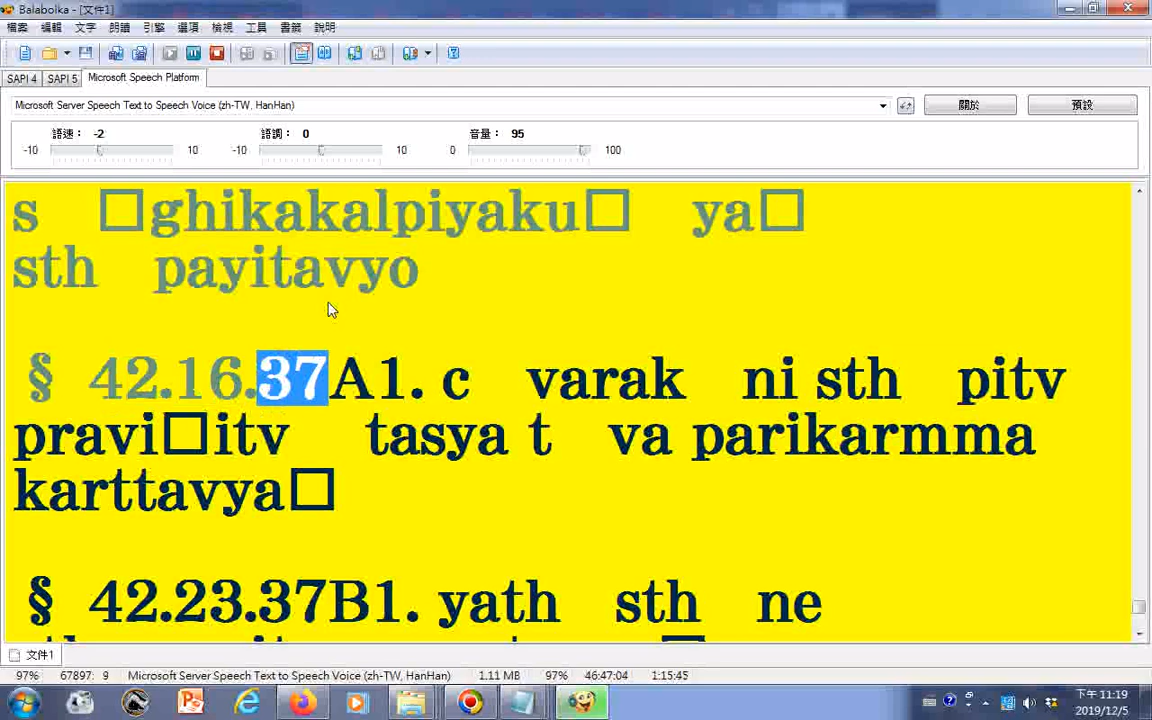 Balabolka - [文件1]
檔案 編輯 文字 朗讀 引擎 選項 檢視 工具 書籤 說明
SAPI 4 SAPI 5 Microsoft Speech Platform
Microsoft Server Speech Text to Speech Voice (zh-TW, HanHan) 關於 預設
語速： -2 語調： 0 音量： 95
-10 10 -10 10 0 100
s □ghikakalpiyaku□ ya□
sth payitavyo
§ 42.16.37A1. c varak ni sth pitv
pravi□itv tasya t va parikarmma
karttavya□
§ 42.23.37B1. yath sth ne
文件1
97% 67897: 9 Microsoft Server Speech Text to Speech Voice (zh-TW, HanHan) 1.11 MB 97% 46:47:04 1:15:45
下午 11:19
2019/12/5